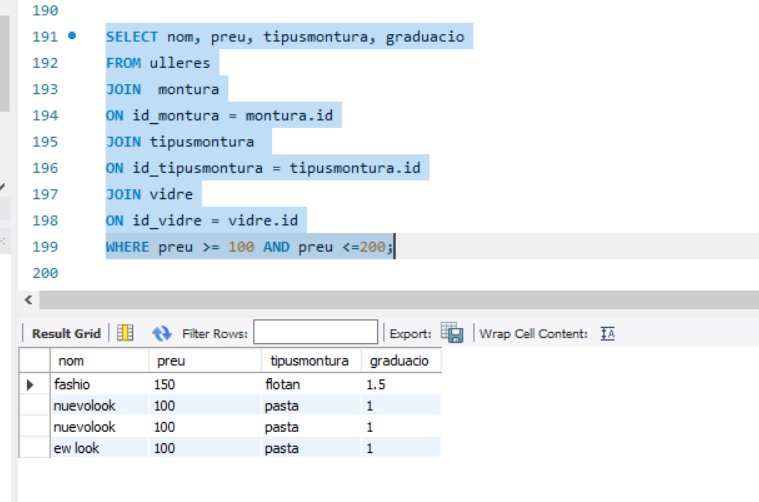 190
191 SELECT nom, preu, tipusmontura, graduacio
192 FROM ulleres
193 JOIN  montura
194 ON id_montura = montura.id
195 JOIN tipusmontura
196 ON id_tipusmontura = tipusmontura.id
197 JOIN vidre
198 ON id_vidre = vidre.id
199 WHERE preu >= 100 AND preu <=200;
200
Result Grid Filter Rows: Export: Wrap Cell Content:
nom preu tipusmontura graduacio
fashio 150 flotan 1.5
nuevolook 100 pasta 1
nuevolook 100 pasta 1
ew look 100 pasta 1